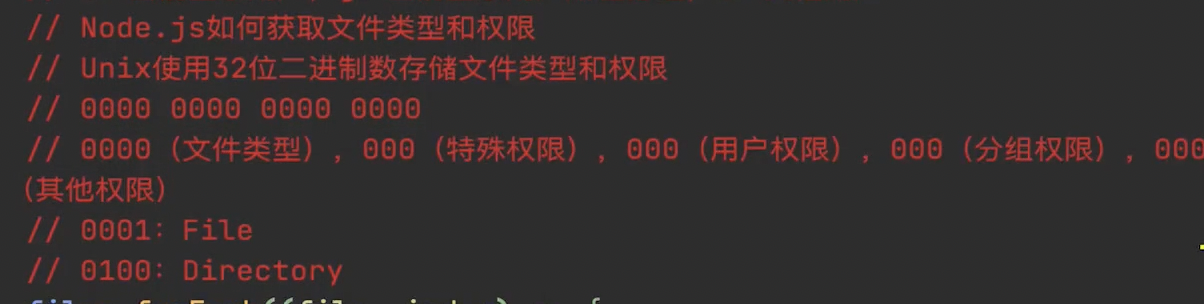 // Node.js如何获取文件类型和权限
// Unix使用32位二进制数存储文件类型和权限
// 0000 0000 0000 0000
// 0000（文件类型）, 000（特殊权限）, 000（用户权限）, 000（分组权限）, 000
(其他权限)
// 0001: File
// 0100: Directory